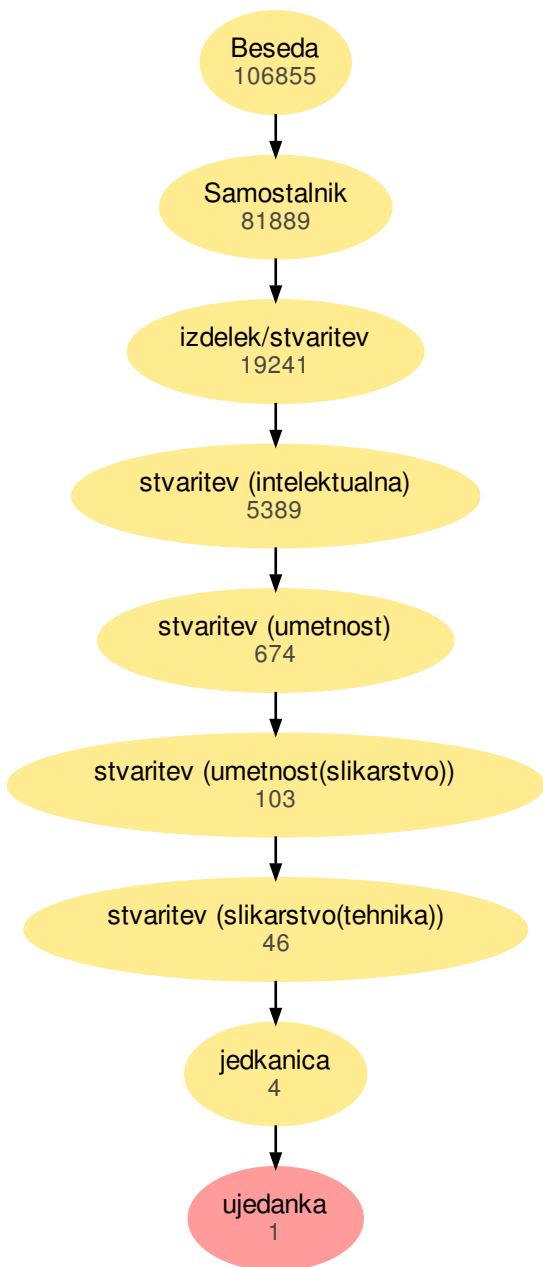 Beseda
106855
Samostalnik
81889
izdelek/stvaritev
19241
stvaritev (intelektualna)
5389
stvaritev (umetnost)
674
stvaritev (umetnost(slikarstvo))
103
stvaritev (slikarstvo(tehnika))
46
jedkanica
4
ujedanka
1